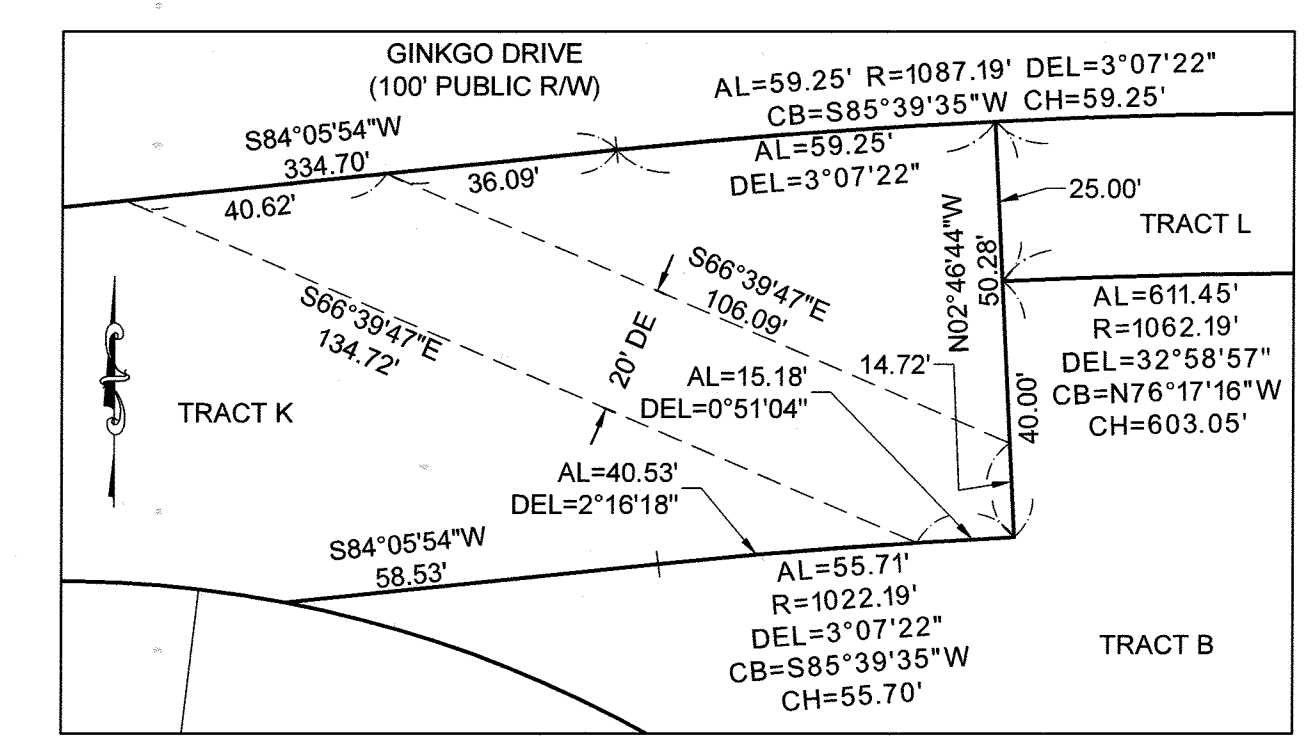 GINKGO DRIVE
(100' PUBLIC R/W)
AL=59.25' R=1087.19' DEL=3°07'22"
CB=S85°39'35"W CH=59.25'
S84°05'54"W
334.70'
40.62'
36.09'
AL=59.25'
DEL=3°07'22"
25.00'
TRACT L
N02°46'44"W
50.28'
S66°39'47"E
106.09'
S66°39'47"E
134.72'
20' DE
AL=611.45'
R=1062.19'
DEL=32°58'57"
CB=N76°17'16"W
CH=603.05'
14.72'
40.00'
AL=15.18'
DEL=0°51'04"
TRACT K
AL=40.53'
DEL=2°16'18"
S84°05'54"W
58.53'
AL=55.71'
R=1022.19'
DEL=3°07'22"
CB=S85°39'35"W
CH=55.70'
TRACT B